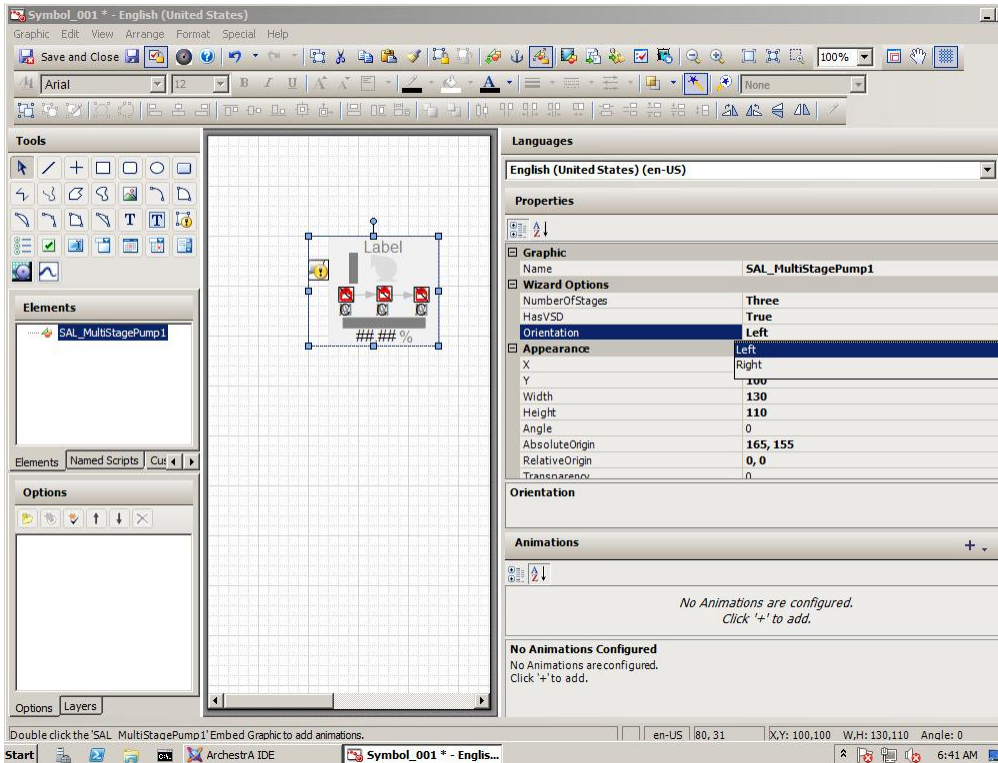 Symbol_001 * - English (United States)
Graphic Edit View Arrange Format Special Help
Save and Close
100%
Arial
12
B I U A A
A
None
Tools
T T
Elements
SAL_MultiStagePump1
Elements Named Scripts Cus
Options
Options Layers
Label
##.## %
Languages
English (United States) (en-US)
Properties
Graphic
Name SAL_MultiStagePump1
Wizard Options
NumberOfStages Three
HasVSD True
Orientation Left
Appearance Left
X Right
Y 100
Width 130
Height 110
Angle 0
AbsoluteOrigin 165, 155
RelativeOrigin 0, 0
Transparency 0
Orientation
Animations +
No Animations are configured.
Click '+' to add.
No Animations Configured
No Animations are configured.
Click '+' to add.
Double click the 'SAL_MultiStagePump1' Embed Graphic to add animations.
en-US 80, 31 X,Y: 100,100 W,H: 130,110 Angle: 0
Start ArchestrA IDE Symbol_001 * - Englis... 6:41 AM